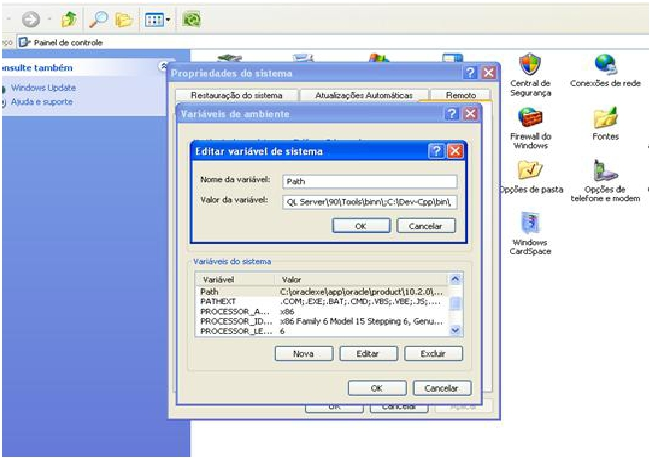 Painel de controle
nsulte também
Windows Update
Ajuda e suporte
Propriedades do sistema
Restauração do sistema
Atualizações Automáticas
Remoto
Variáveis de ambiente
Editar variável de sistema
Nome da variável:
Path
Valor da variável:
QL Server\90\Tools\binn\;C:\Dev-Cpp\bin\
OK
Cancelar
Variáveis do sistema
Variável
Valor
Path
C:\oraclexe\app\oracle\product\10.2.0\...
PATHEXT
.COM;.EXE;.BAT;.CMD;.VBS;.VBE;.JS;....
PROCESSOR_A...
x86
PROCESSOR_ID...
x86 Family 6 Model 15 Stepping 6, Genu...
PROCESSOR_LE...
6
Nova
Editar
Excluir
OK
Cancelar
OK
Cancelar
Aplicar
Central de
Segurança
Conexões de rede
Firewall do
Windows
Fontes
Opções de pasta
Opções de
telefone e modem
Windows
CardSpace